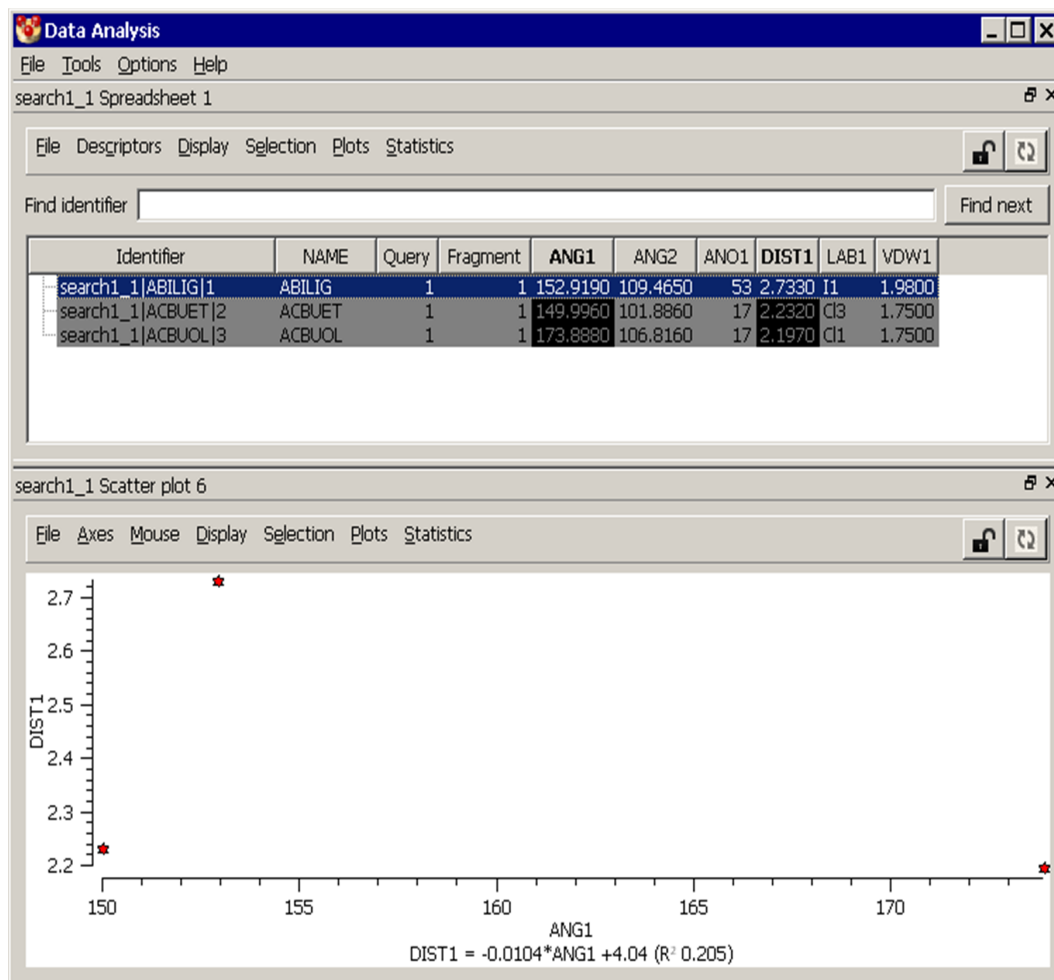 Data Analysis
File Tools Options Help
search1_1 Spreadsheet 1
File Descriptors Display Selection Plots Statistics
Find identifier Find next
Identifier NAME Query Fragment ANG1 ANG2 ANO1 DIST1 LAB1 VDW1
search1_1|ABILIG|1 ABILIG 1 1 152.9190 109.4650 53 2.7330 I1 1.9800
search1_1|ACBUET|2 ACBUET 1 1 149.9960 101.8860 17 2.2320 Cl3 1.7500
search1_1|ACBUOL|3 ACBUOL 1 1 173.8880 106.8160 17 2.1970 Cl1 1.7500
search1_1 Scatter plot 6
File Axes Mouse Display Selection Plots Statistics
2.7
2.6
2.5
2.4
2.3
2.2
DIST1
150 155 160 165 170
ANG1
DIST1 = -0.0104*ANG1 +4.04 (R² 0.205)